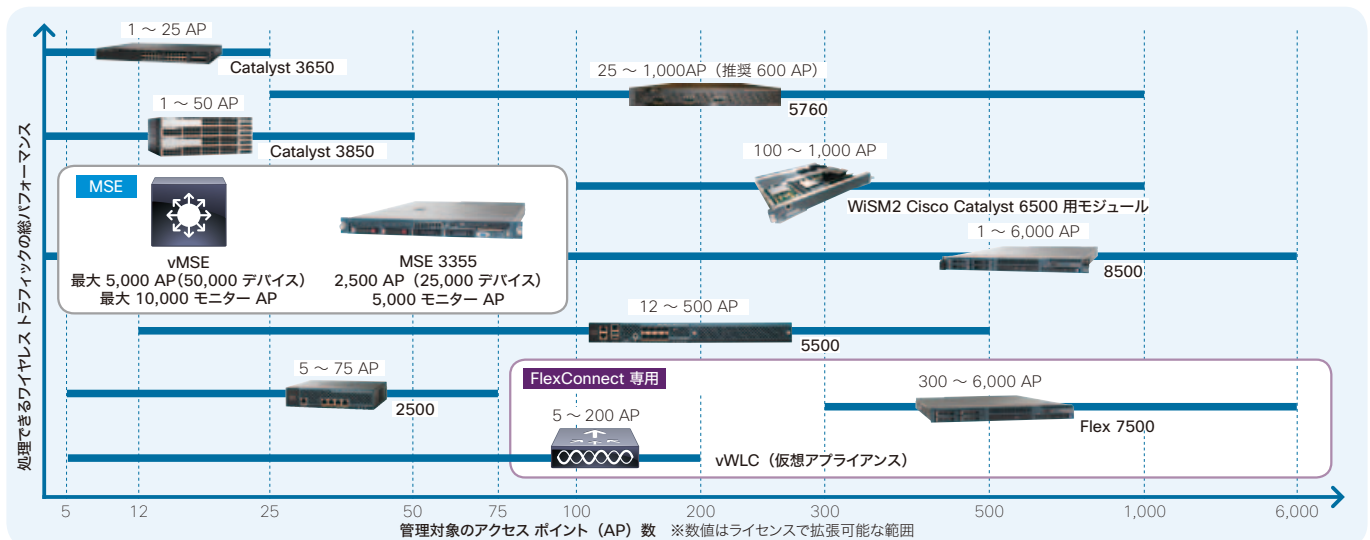 1 ~ 25 AP
Catalyst 3650
25 ~ 1,000AP（推奨 600 AP）
5760
1 ~ 50 AP
Catalyst 3850
100 ~ 1,000 AP
WiSM2 Cisco Catalyst 6500 用モジュール
MSE
vMSE
最大 5,000 AP（50,000 デバイス）
最大 10,000 モニター AP
MSE 3355
2,500 AP（25,000 デバイス）
5,000 モニター AP
1 ~ 6,000 AP
8500
12 ~ 500 AP
5500
5 ~ 75 AP
2500
FlexConnect 専用
300 ~ 6,000 AP
Flex 7500
5 ~ 200 AP
vWLC（仮想アプライアンス）
処理できるワイヤレス トラフィックの総パフォーマンス
5 12 25 50 75 100 200 300 500 1,000 6,000
管理対象のアクセス ポイント（AP）数 ※数値はライセンスで拡張可能な範囲